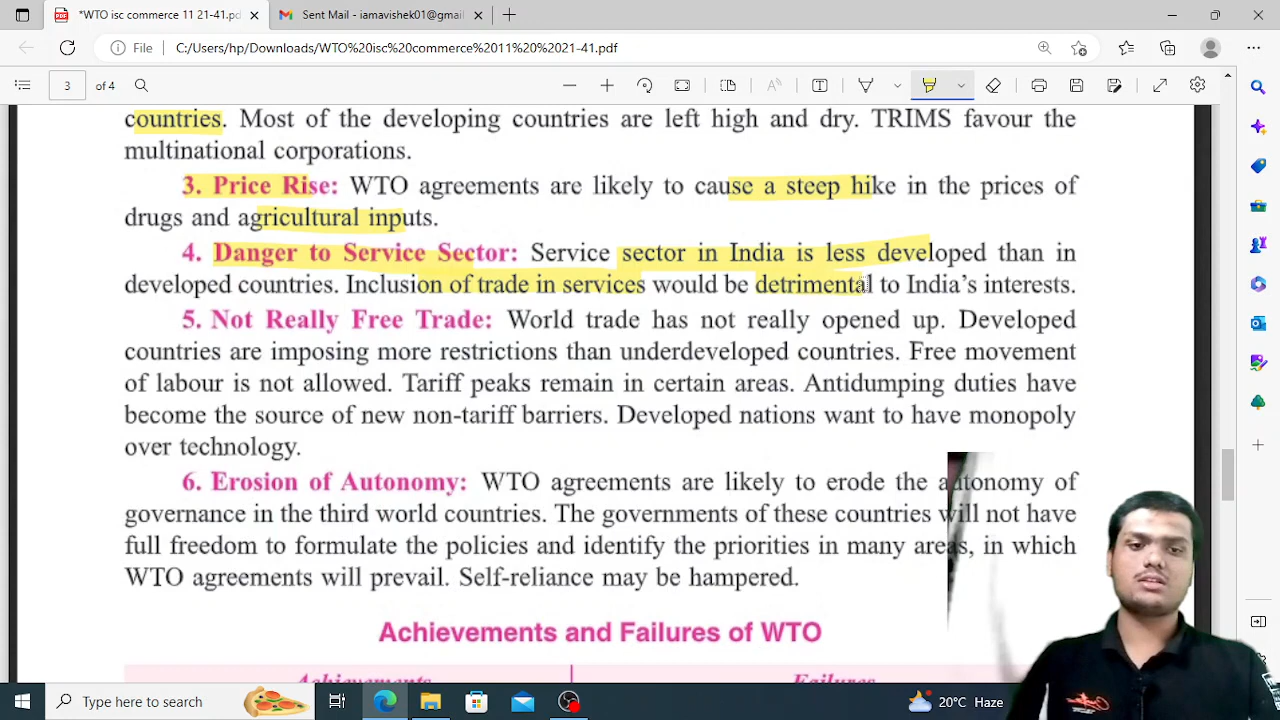 *WTO isc commerce 11 21-41.pd
Sent Mail - iamavishek01@gmail
File
C:/Users/hp/Downloads/WTO%20isc%20commerce%2011%20%2021-41.pdf
3
of 4
countries. Most of the developing countries are left high and dry. TRIMS favour the
multinational corporations.
3. Price Rise: WTO agreements are likely to cause a steep hike in the prices of
drugs and agricultural inputs.
4. Danger to Service Sector: Service sector in India is less developed than in
developed countries. Inclusion of trade in services would be detrimental to India's interests.
5. Not Really Free Trade: World trade has not really opened up. Developed
countries are imposing more restrictions than underdeveloped countries. Free movement
of labour is not allowed. Tariff peaks remain in certain areas. Antidumping duties have
become the source of new non-tariff barriers. Developed nations want to have monopoly
over technology.
6. Erosion of Autonomy: WTO agreements are likely to erode the autonomy of
governance in the third world countries. The governments of these countries will not have
full freedom to formulate the policies and identify the priorities in many areas, in which
WTO agreements will prevail. Self-reliance may be hampered.
Achievements and Failures of WTO
Achievements
Failures
Type here to search
20°C Haze